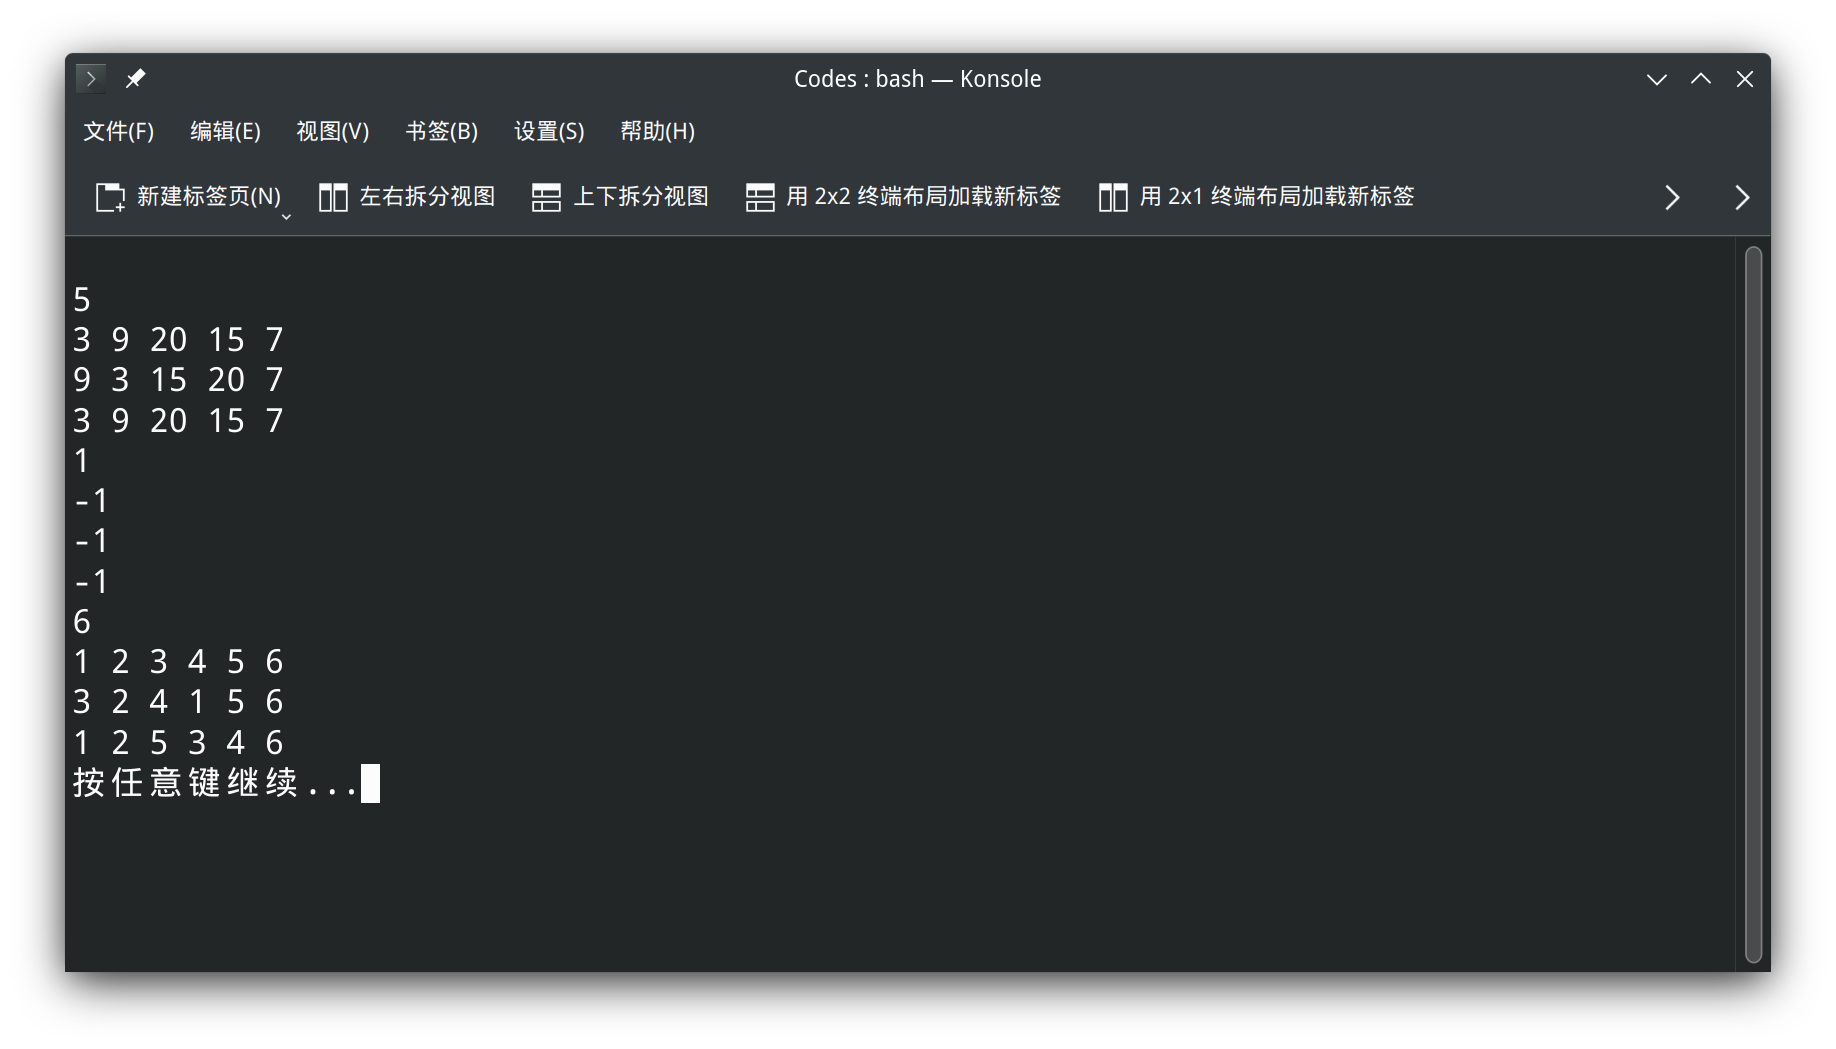 Codes : bash — Konsole
文件(F) 编辑(E) 视图(V) 书签(B) 设置(S) 帮助(H)
新建标签页(N) 左右拆分视图 上下拆分视图 用 2x2 终端布局加载新标签 用 2x1 终端布局加载新标签
5
3 9 20 15 7
9 3 15 20 7
3 9 20 15 7
1
-1
-1
-1
6
1 2 3 4 5 6
3 2 4 1 5 6
1 2 5 3 4 6
按任意键继续...